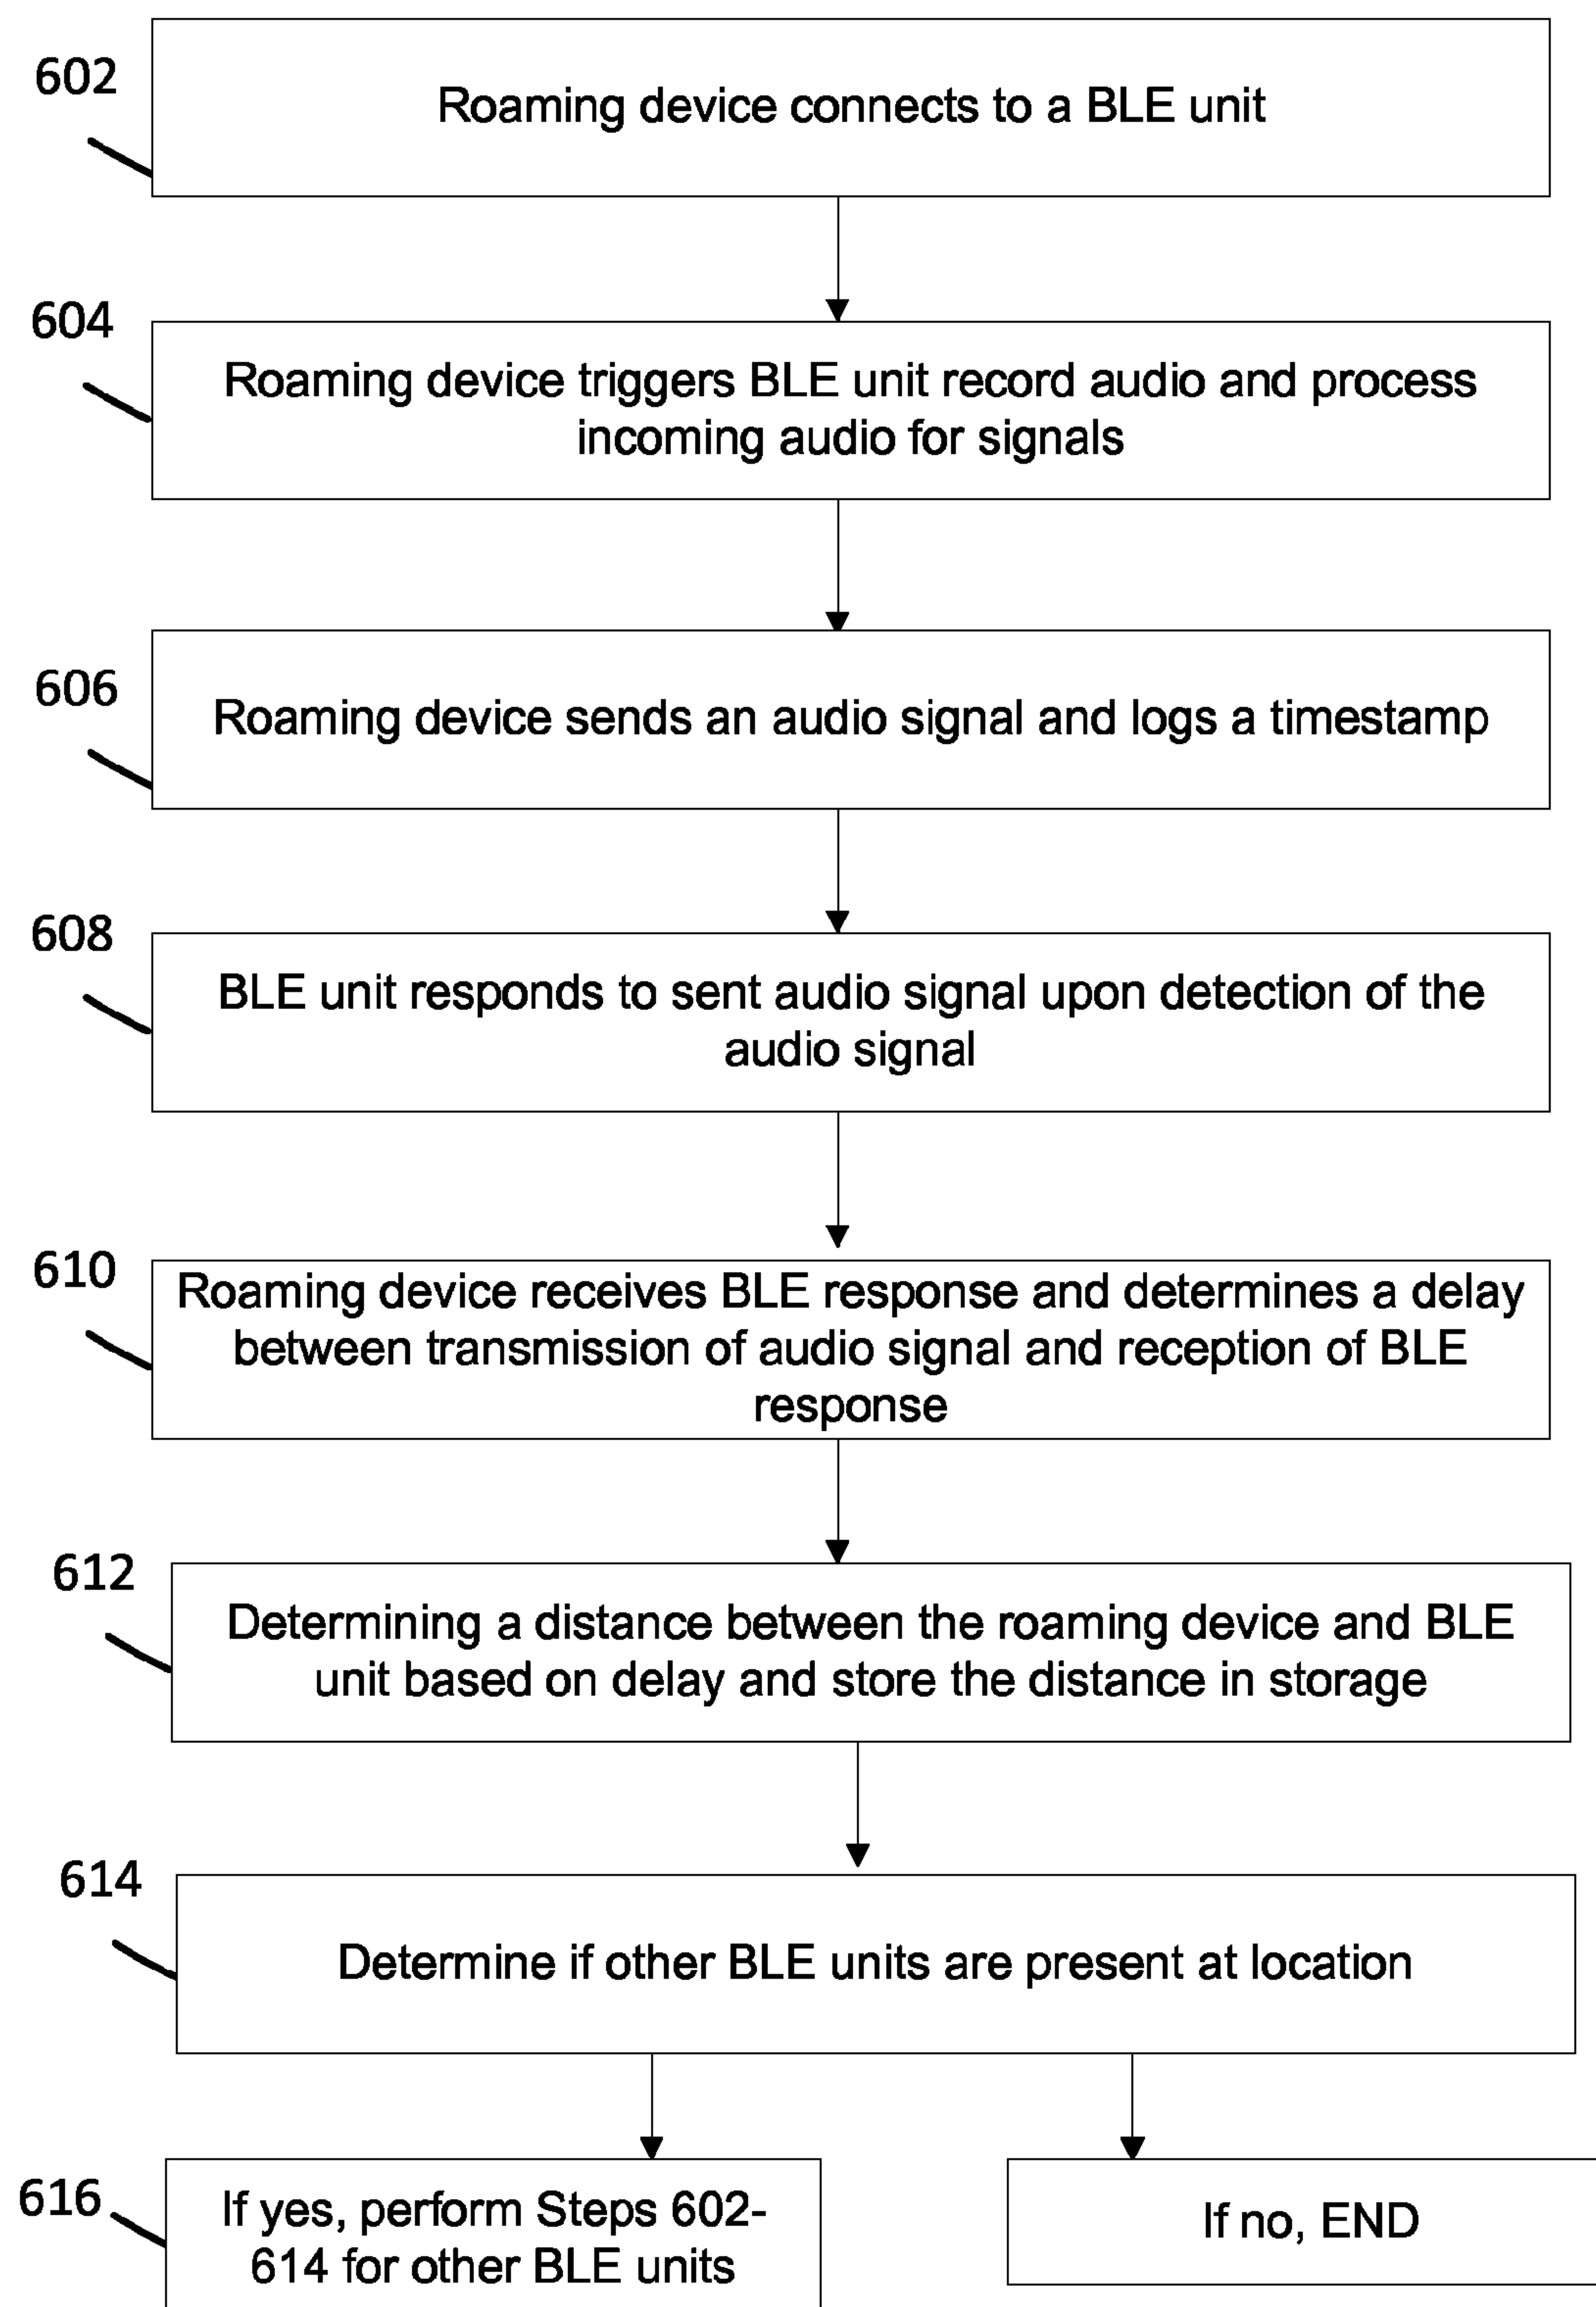 602
Roaming device connects to a BLE unit
604
Roaming device triggers BLE unit record audio and process
incoming audio for signals
606
Roaming device sends an audio signal and logs a timestamp
608
BLE unit responds to sent audio signal upon detection of the
audio signal
610
Roaming device receives BLE response and determines a delay
between transmission of audio signal and reception of BLE
response
612
Determining a distance between the roaming device and BLE
unit based on delay and store the distance in storage
614
Determine if other BLE units are present at location
616
If yes, perform Steps 602-
614 for other BLE units
If no, END